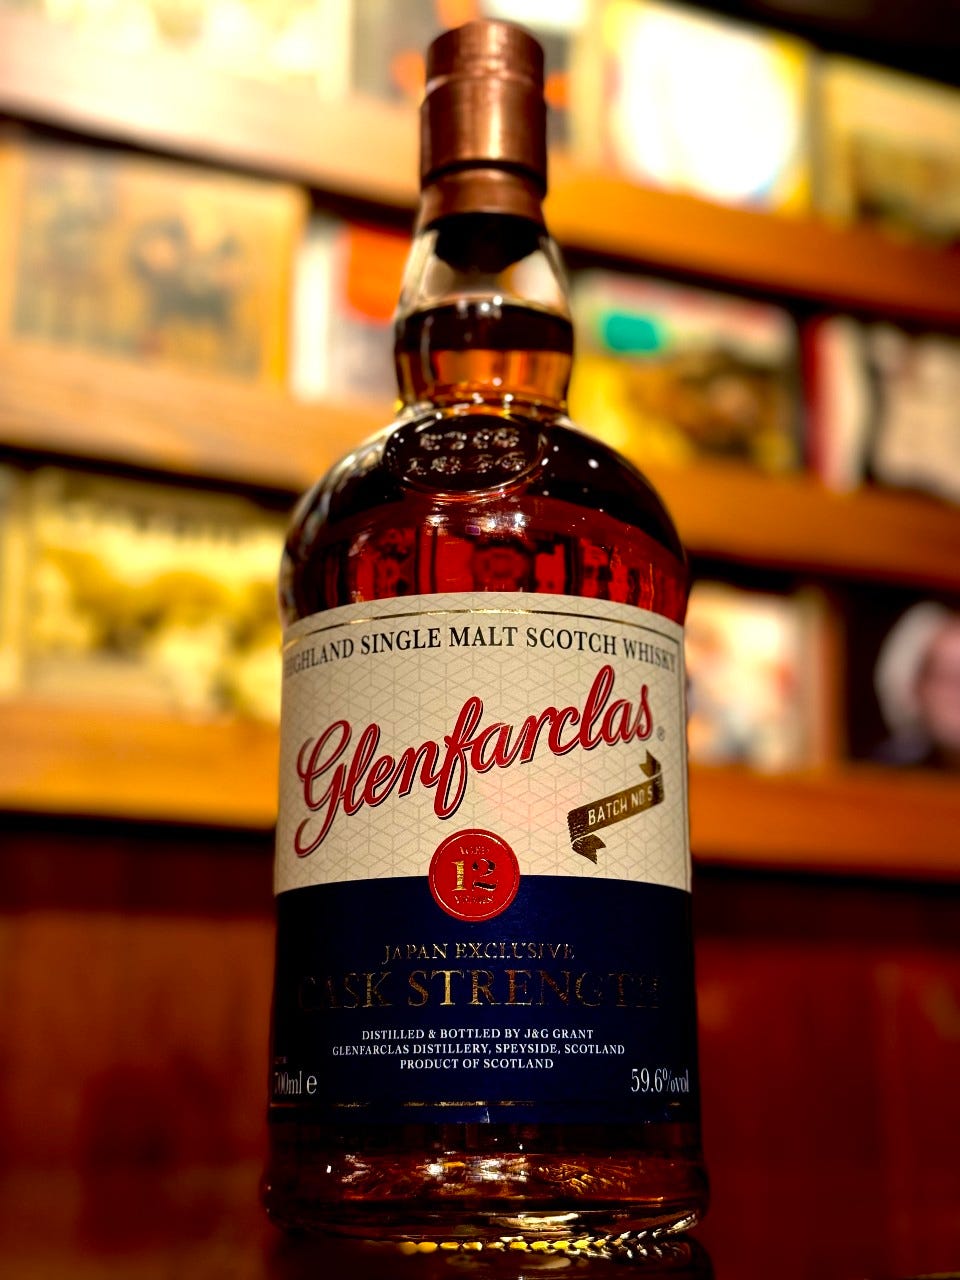 HIGHLAND SINGLE MALT SCOTCH WHISKY
Glenfarclas®
BATCH NO 5
AGED
12
YEARS
JAPAN EXCLUSIVE
CASK STRENGTH
DISTILLED & BOTTLED BY J&G GRANT
GLENFARCLAS DISTILLERY, SPEYSIDE, SCOTLAND
PRODUCT OF SCOTLAND
700ml e
59.6%vol